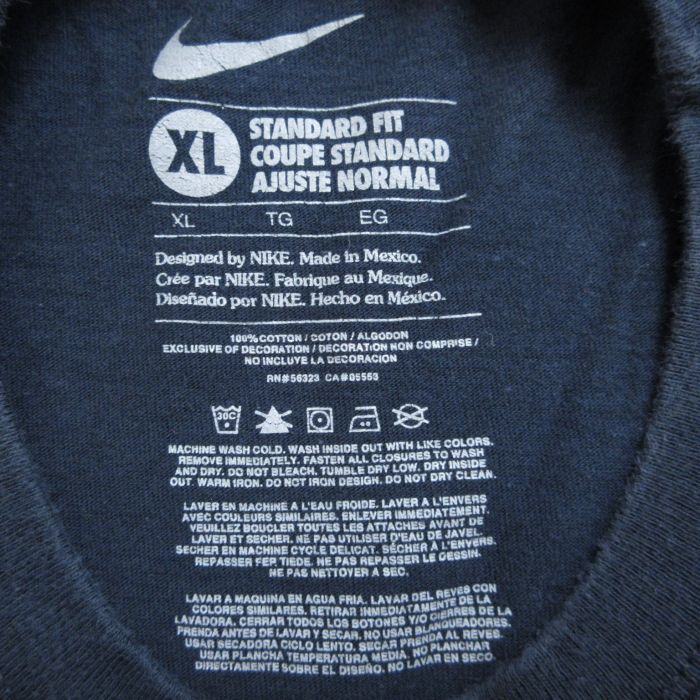 XL
STANDARD FIT
COUPE STANDARD
AJUSTE NORMAL
XL TG EG
Designed by NIKE. Made in Mexico.
Crée par NIKE. Fabrique au Mexique.
Diseñado por NIKE. Hecho en México.
100% COTTON / COTON / ALGODON
EXCLUSIVE OF DECORATION / DECORATION NON COMPRISE /
NO INCLUYE LA DECORACION
RN#56323 CA#05553
30C
MACHINE WASH COLD. WASH INSIDE OUT WITH LIKE COLORS.
REMOVE IMMEDIATELY. FASTEN ALL CLOSURES TO WASH
AND DRY. DO NOT BLEACH. TUMBLE DRY LOW. DRY INSIDE
OUT. WARM IRON. DO NOT IRON DESIGN. DO NOT DRY CLEAN.
LAVER EN MACHINE A L'EAU FROIDE. LAVER A L'ENVERS
AVEC COULEURS SIMILAIRES. ENLEVER IMMÉDIATEMENT.
VEUILLEZ BOUCLER TOUTES LES ATTACHES AVANT DE
LAVER ET SECHER. NE PAS UTILISER D'EAU DE JAVEL.
SECHER EN MACHINE CYCLE DELICAT. SÉCHER À L'ENVERS.
REPASSER FER TIEDE. NE PAS REPASSER LE DESSIN.
NE PAS NETTOYER A SEC.
LAVAR A MAQUINA EN AGUA FRIA. LAVAR DEL REVES CON
COLORES SIMILARES. RETIRAR INMEDIATAMENTE DE LA
LAVADORA. CERRAR TODOS LOS BOTONES Y/O CIERRES DE LA
PRENDA ANTES DE LAVAR Y SECAR. NO USAR BLANQUEADORES.
USAR SECADORA CICLO LENTO. SECAR PRENDA AL REVES.
USAR PLANCHA TEMPERATURA MEDIA. NO PLANCHAR
DIRECTAMENTE SOBRE EL DISEÑO. NO LAVAR EN SECO.